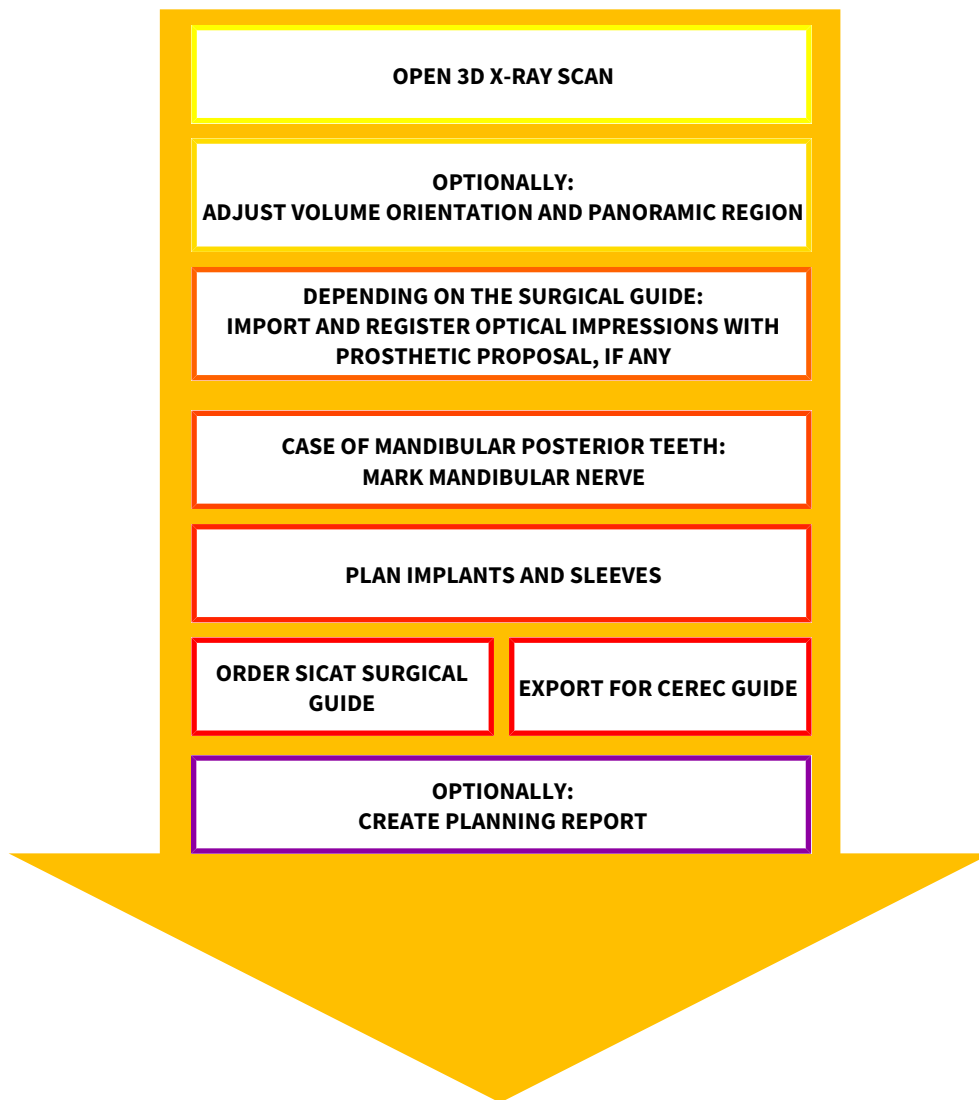 OPEN 3D X-RAY SCAN
OPTIONALLY:
ADJUST VOLUME ORIENTATION AND PANORAMIC REGION
DEPENDING ON THE SURGICAL GUIDE:
IMPORT AND REGISTER OPTICAL IMPRESSIONS WITH
PROSTHETIC PROPOSAL, IF ANY
CASE OF MANDIBULAR POSTERIOR TEETH:
MARK MANDIBULAR NERVE
PLAN IMPLANTS AND SLEEVES
ORDER SICAT SURGICAL
GUIDE
EXPORT FOR CEREC GUIDE
OPTIONALLY:
CREATE PLANNING REPORT